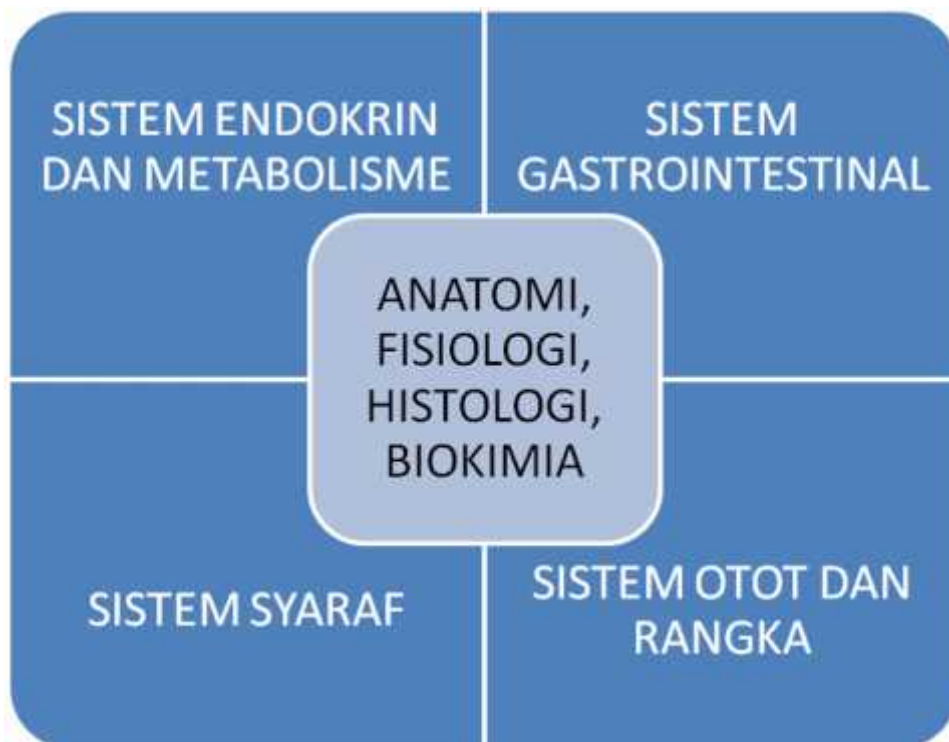 SISTEM ENDOKRIN
DAN METABOLISME
SISTEM
GASTROINTESTINAL
ANATOMI,
FISIOLOGI,
HISTOLOGI,
BIOKIMIA
SISTEM SYARAF
SISTEM OTOT DAN
RANGKA